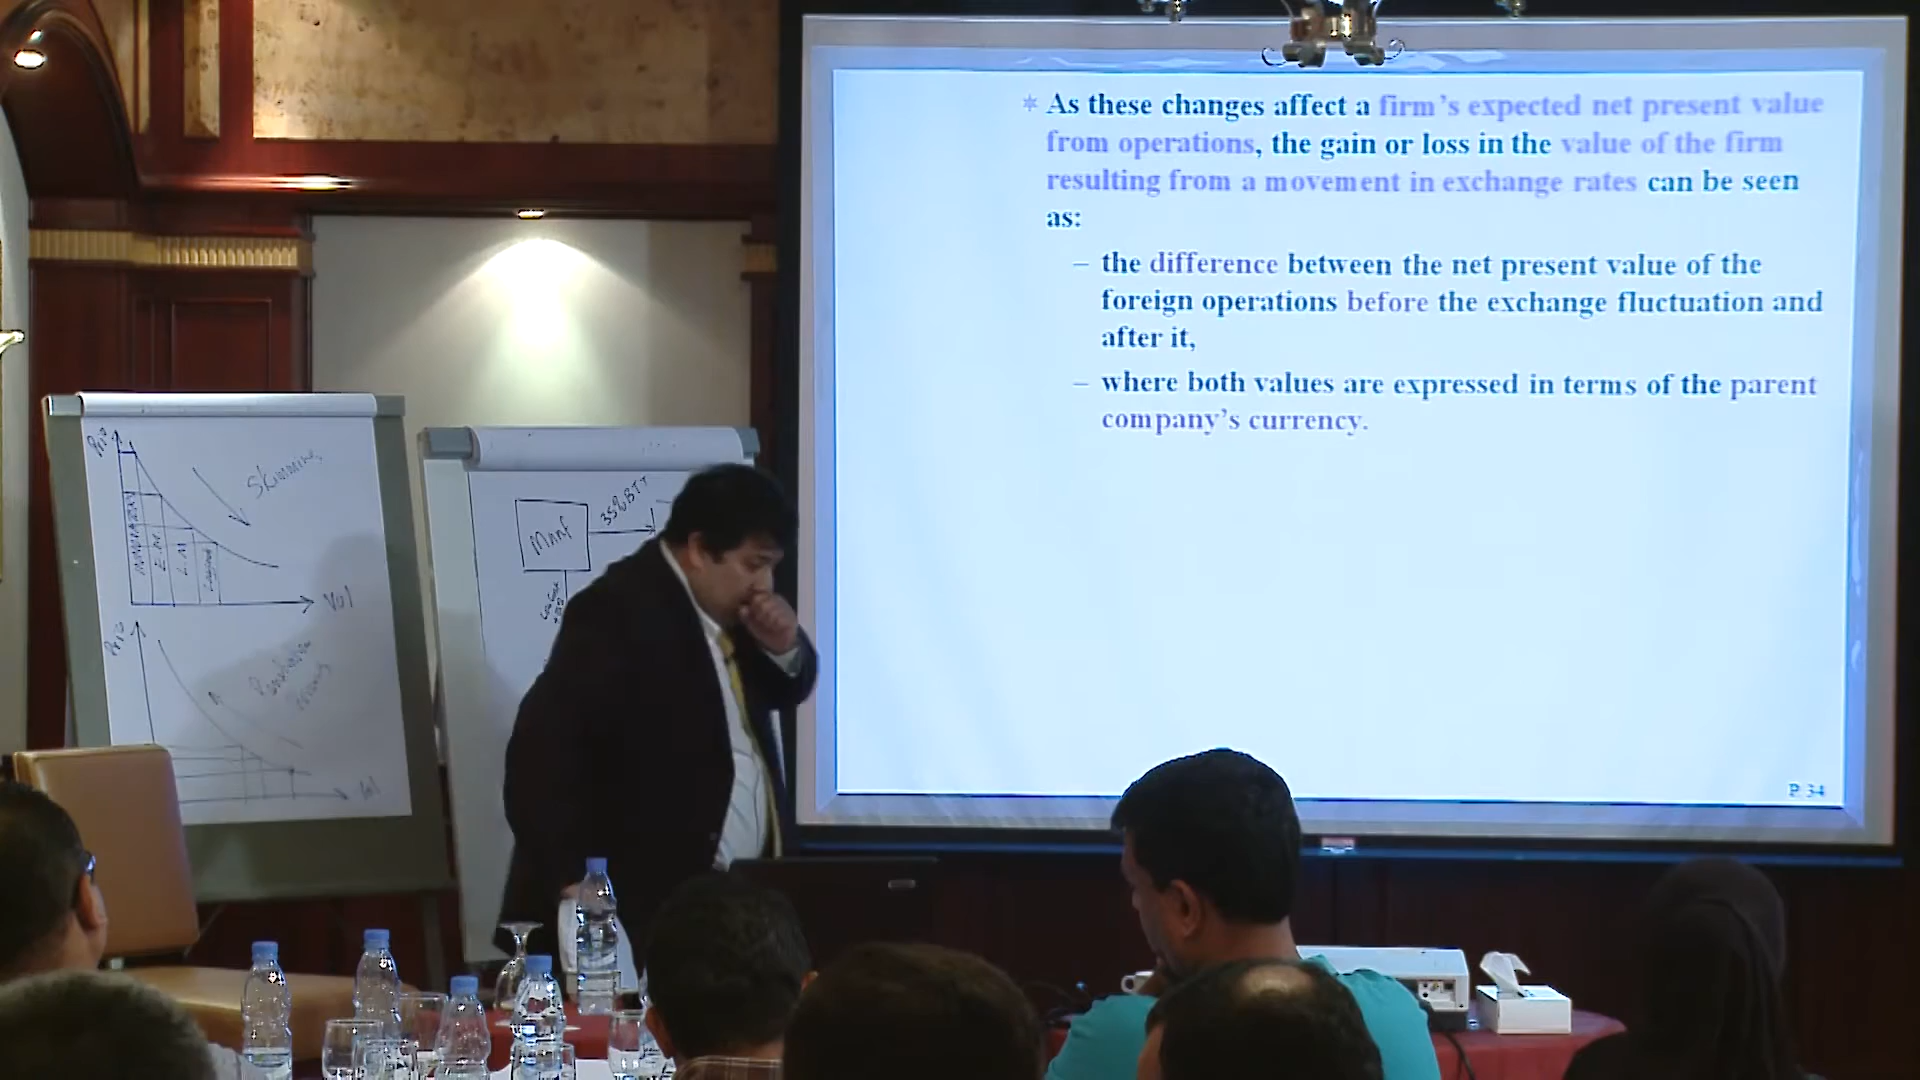 * As these changes affect a firm's expected net present value
from operations, the gain or loss in the value of the firm
resulting from a movement in exchange rates can be seen
as:
– the difference between the net present value of the
foreign operations before the exchange fluctuation and
after it,
– where both values are expressed in terms of the parent
company's currency.
P. 34
Skimming
E.M
L.M
Vol
Manf
35%
Vol